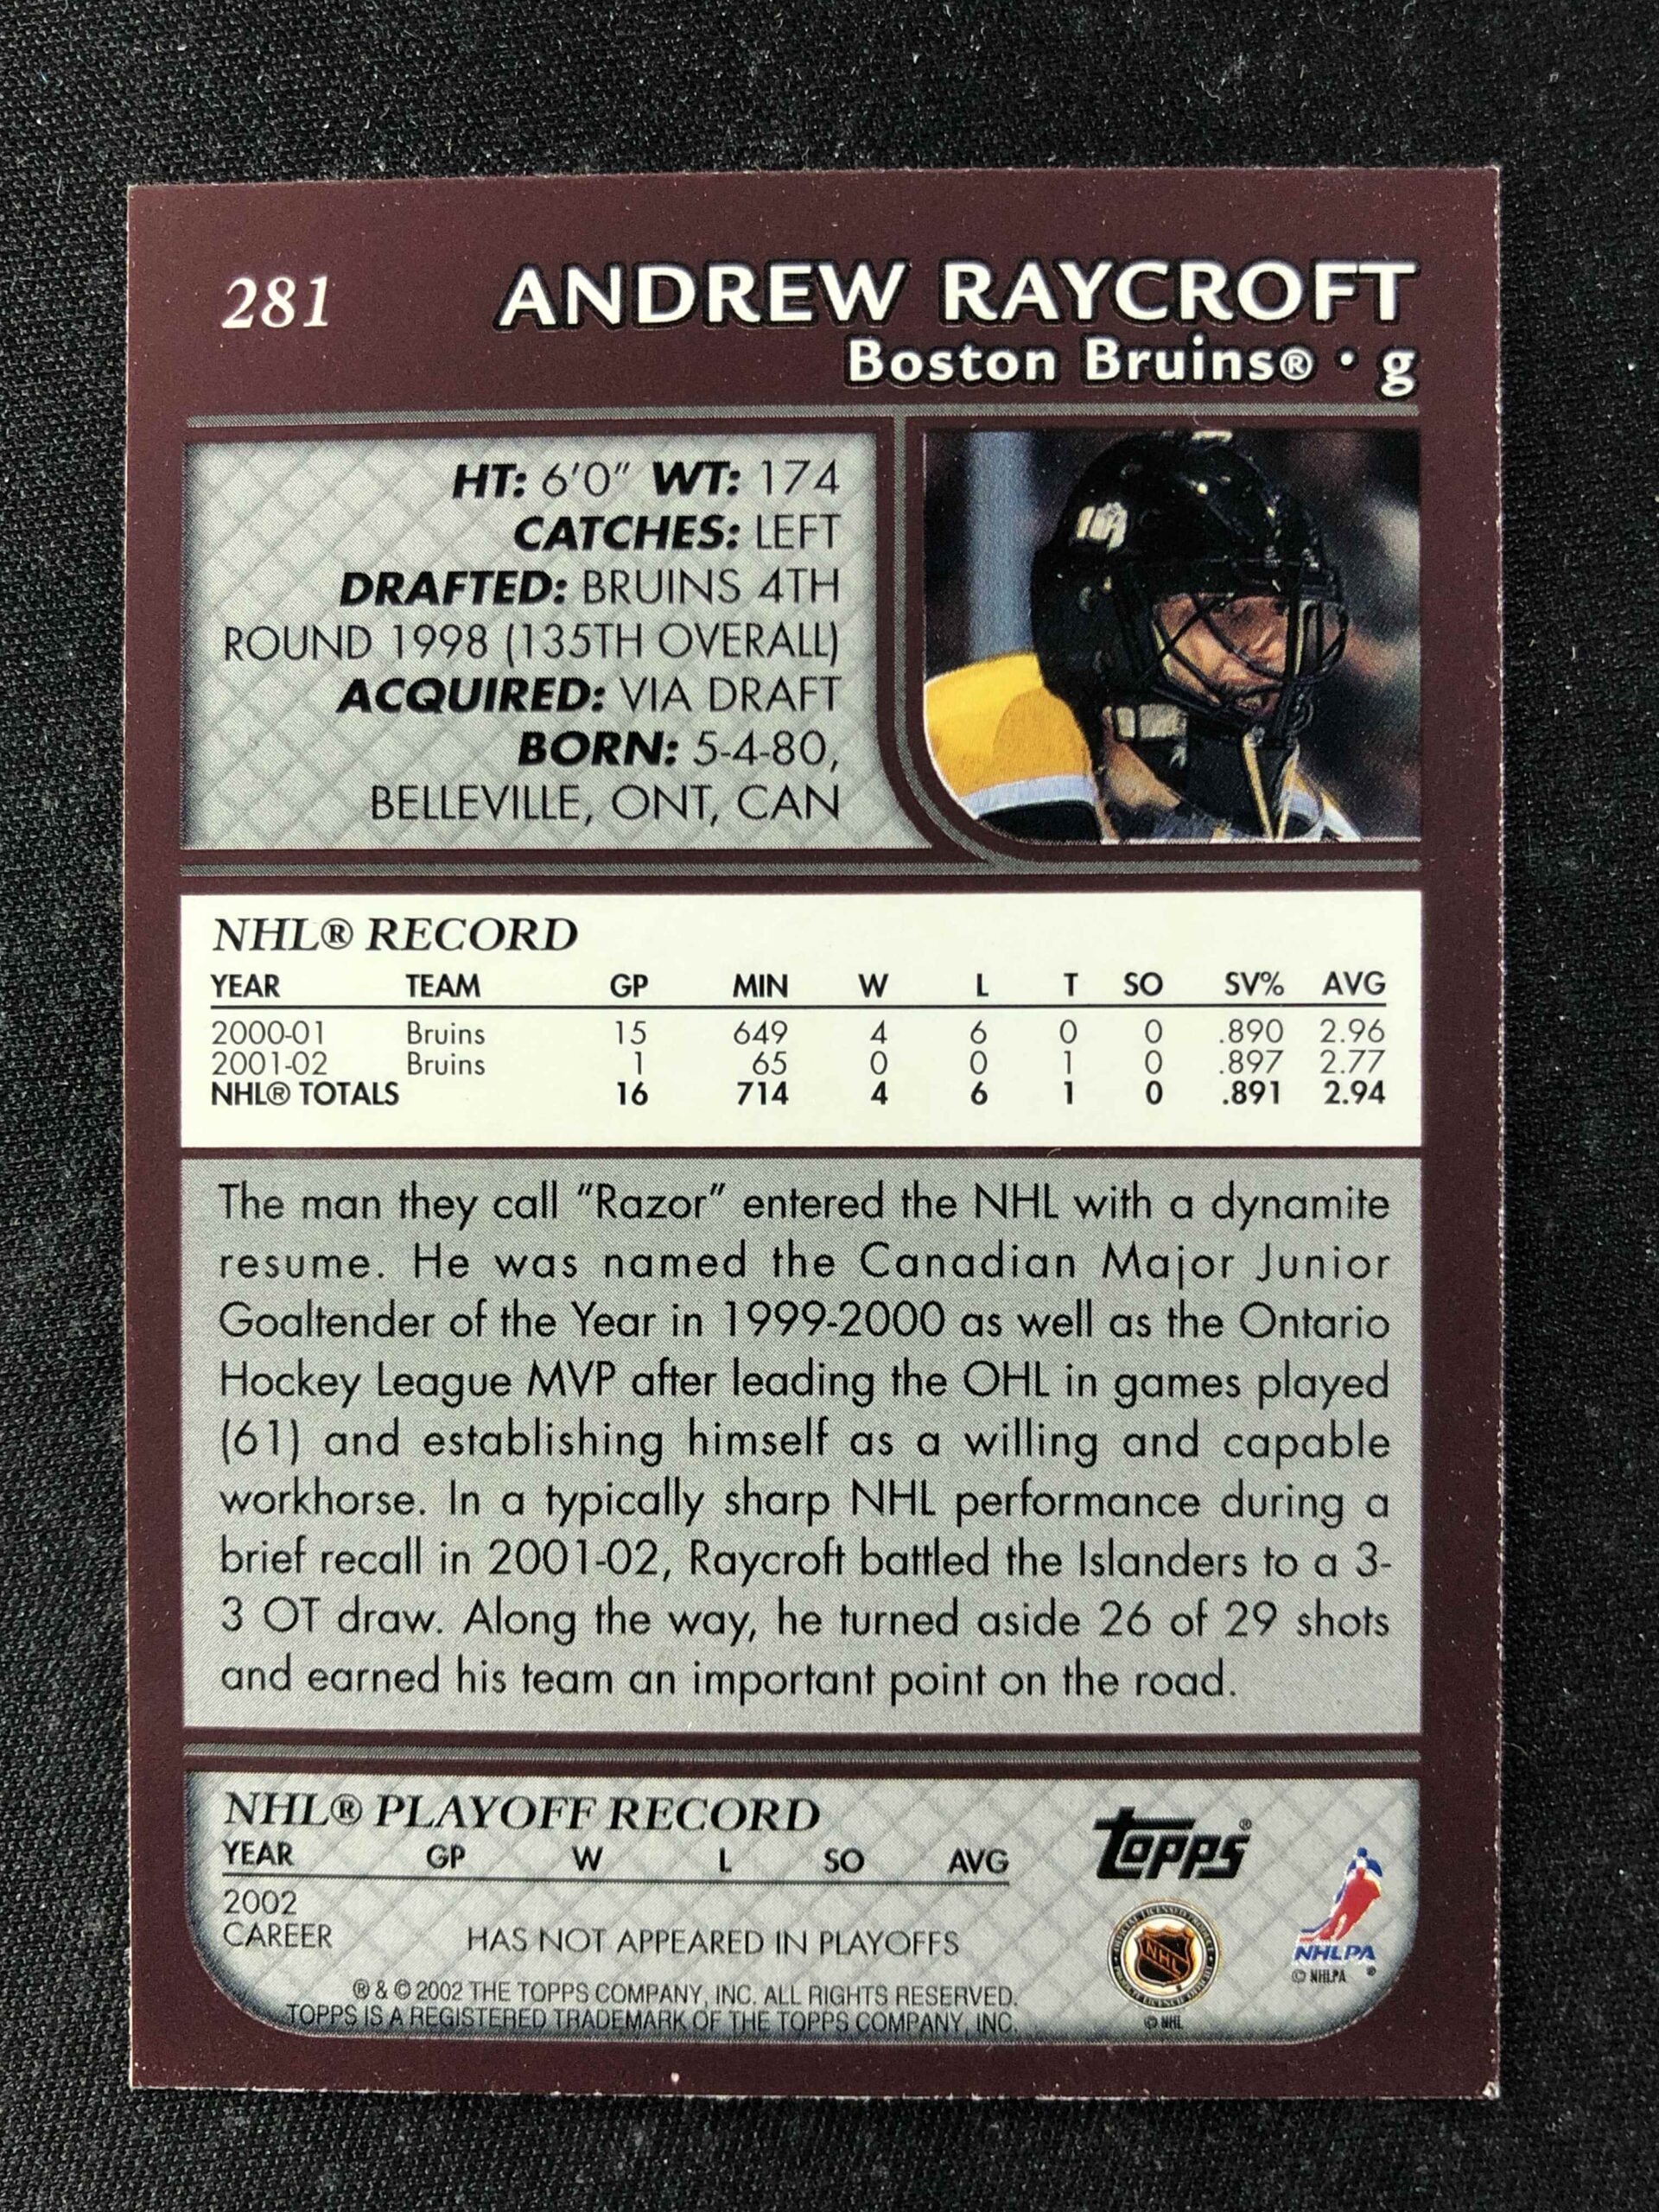 281
ANDREW RAYCROFT
Boston Bruins® • g
HT: 6'0" WT: 174
CATCHES: LEFT
DRAFTED: BRUINS 4TH
ROUND 1998 (135TH OVERALL)
ACQUIRED: VIA DRAFT
BORN: 5-4-80,
BELLEVILLE, ONT, CAN
NHL® RECORD
YEAR TEAM GP MIN W L T SO SV% AVG
2000-01 Bruins 15 649 4 6 0 0 .890 2.96
2001-02 Bruins 1 65 0 0 1 0 .897 2.77
NHL® TOTALS 16 714 4 6 1 0 .891 2.94
The man they call "Razor" entered the NHL with a dynamite
resume. He was named the Canadian Major Junior
Goaltender of the Year in 1999-2000 as well as the Ontario
Hockey League MVP after leading the OHL in games played
(61) and establishing himself as a willing and capable
workhorse. In a typically sharp NHL performance during a
brief recall in 2001-02, Raycroft battled the Islanders to a 3-
3 OT draw. Along the way, he turned aside 26 of 29 shots
and earned his team an important point on the road.
NHL® PLAYOFF RECORD
YEAR GP W L SO AVG
2002
CAREER HAS NOT APPEARED IN PLAYOFFS
® & © 2002 THE TOPPS COMPANY, INC. ALL RIGHTS RESERVED.
TOPPS IS A REGISTERED TRADEMARK OF THE TOPPS COMPANY, INC.
Topps®
NHL
© NHL
NHLPA
© NHLPA ®